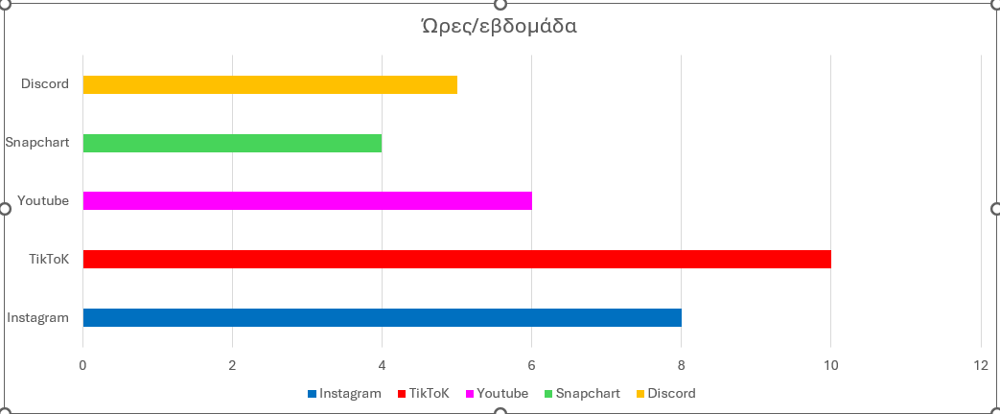 Ώρες/εβδομάδα
Discord
Snapchart
Youtube
TikToK
Instagram
0 2 4 6 8 10 12
Instagram TikToK Youtube Snapchart Discord